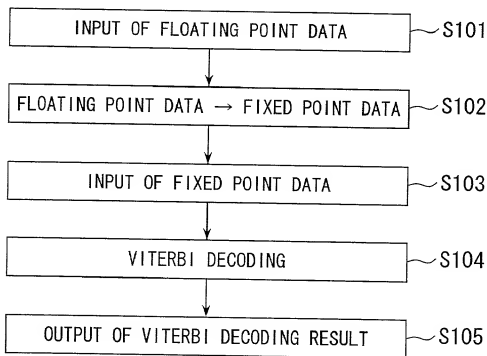 INPUT OF FLOATING POINT DATA S101
FLOATING POINT DATA → FIXED POINT DATA S102
INPUT OF FIXED POINT DATA S103
VITERBI DECODING S104
OUTPUT OF VITERBI DECODING RESULT S105